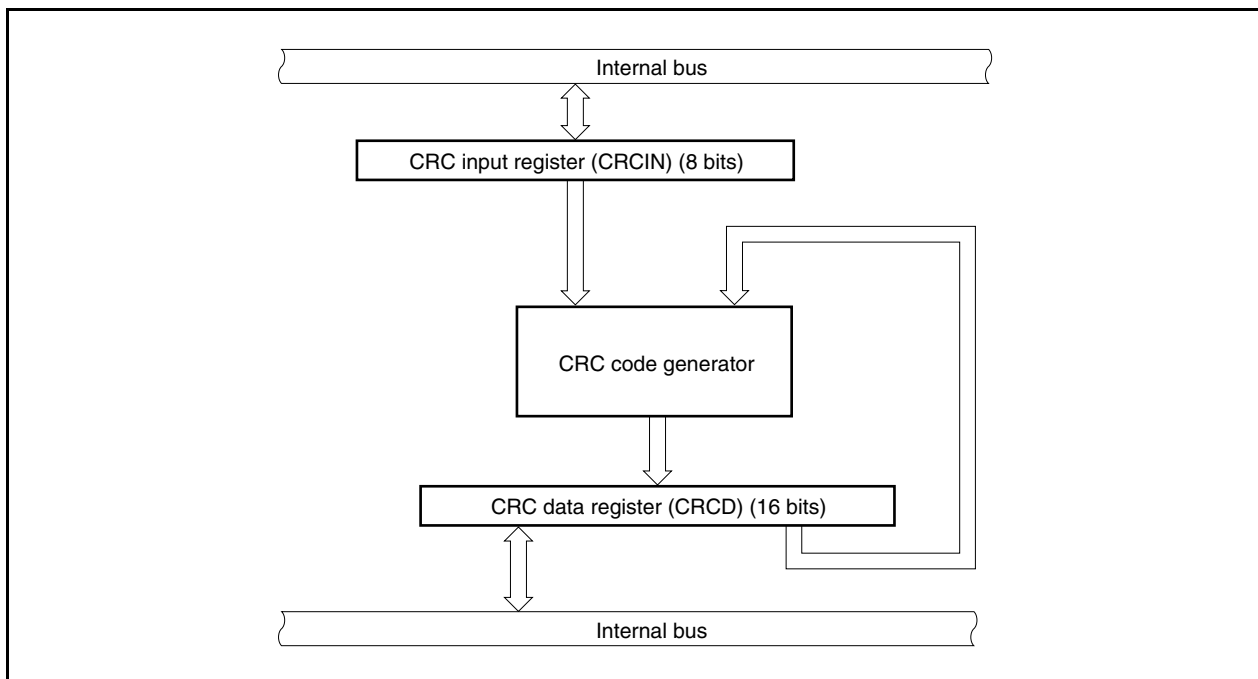 Internal bus
CRC input register (CRCIN) (8 bits)
CRC code generator
CRC data register (CRCD) (16 bits)
Internal bus